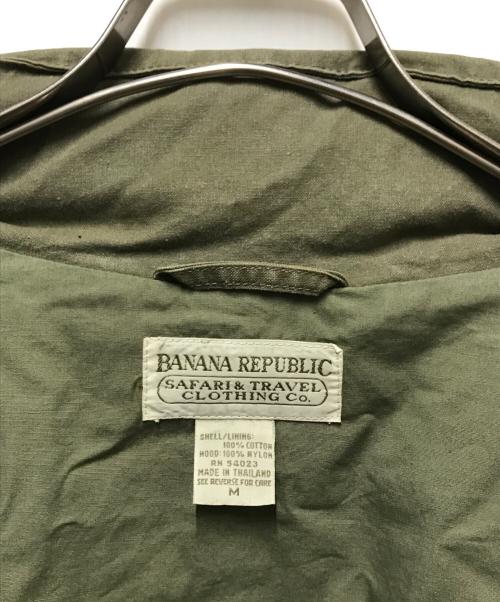 BANANA REPUBLIC
SAFARI & TRAVEL
CLOTHING Co.
SHELL/LINING:
100% COTTON
HOOD: 100% NYLON
RN 54023
MADE IN THAILAND
SEE REVERSE FOR CARE
M